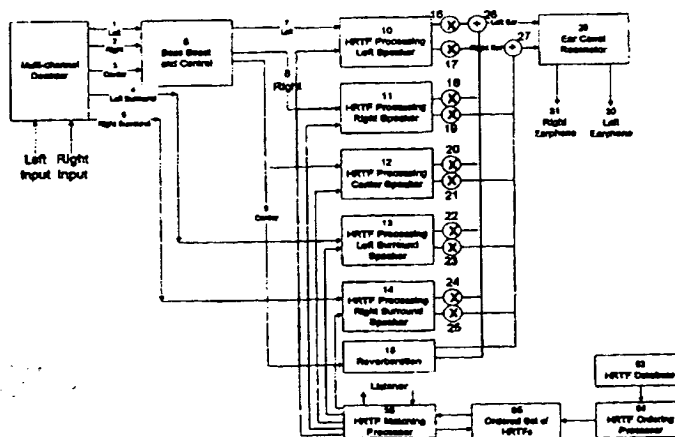 1
Left
2
Right
3
Center
4
Left Surround
5
Right Surround
Multi-channel
Decoder
Left
Input
Right
Input
6
Bass Boost
and Control
7
Left
8
Right
9
Center
10
HRTF Processing
Left Speaker
11
HRTF Processing
Right Speaker
12
HRTF Processing
Center Speaker
13
HRTF Processing
Left Surround
Speaker
14
HRTF Processing
Right Surround
Speaker
15
Reverberation
16
17
18
19
20
21
22
23
24
25
26
Left Ear
Right Ear
27
Ear Canal
Resonator
31
Right
Earphone
30
Left
Earphone
Listener
HRTF Matching
Processor
65
Ordered Set of
HRTFs
64
HRTF Ordering
Processor
63
HRTF Database